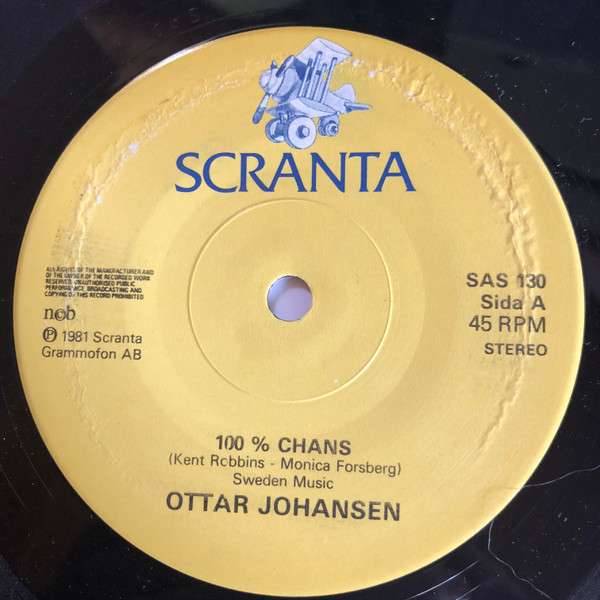 SCRANTA
ALL RIGHTS OF THE MANUFACTURER AND
OF THE OWNER OF THE RECORDED WORK
RESERVED UNAUTHORISED PUBLIC
PERFORMANCE BROADCASTING AND
COPYING OF THIS RECORD PROHIBITED
ncb
Ⓟ 1981 Scranta
Grammofon AB
SAS 130
Sida A
45 RPM
STEREO
100 % CHANS
(Kent Robbins - Monica Forsberg)
Sweden Music
OTTAR JOHANSEN